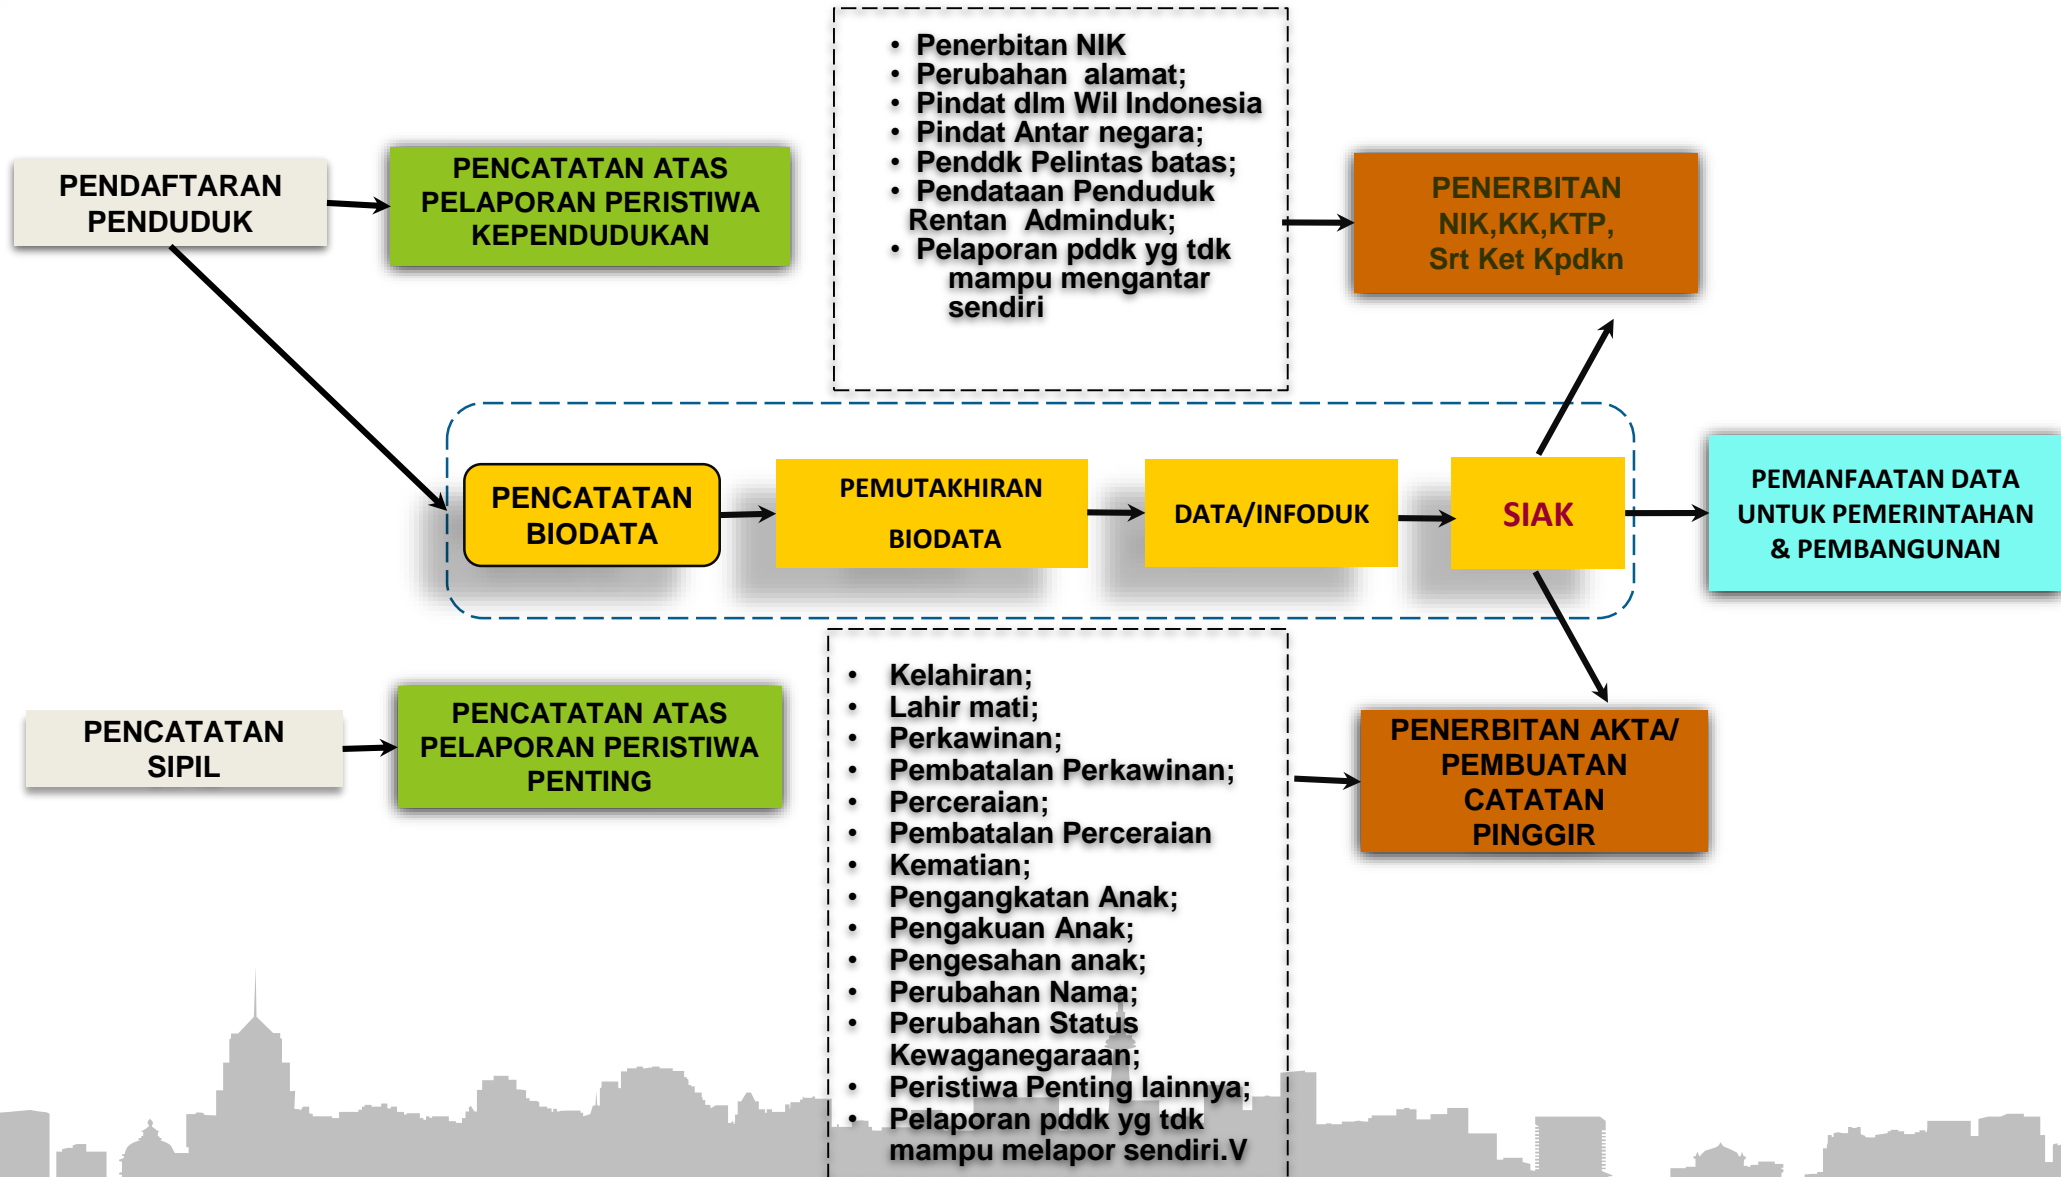 PENDAFTARAN
PENDUDUK
PENCATATAN ATAS
PELAPORAN PERISTIWA
KEPENDUDUKAN
• Penerbitan NIK
• Perubahan alamat;
• Pindat dlm Wil Indonesia
• Pindat Antar negara;
• Penddk Pelintas batas;
• Pendataan Penduduk
Rentan Adminduk;
• Pelaporan pddk yg tdk
mampu mengantar
sendiri
PENERBITAN
NIK,KK,KTP,
Srt Ket Kpdkn
PENCATATAN
BIODATA
PEMUTAKHIRAN
BIODATA
DATA/INFODUK
SIAK
PEMANFAATAN DATA
UNTUK PEMERINTAHAN
& PEMBANGUNAN
PENCATATAN
SIPIL
PENCATATAN ATAS
PELAPORAN PERISTIWA
PENTING
• Kelahiran;
• Lahir mati;
• Perkawinan;
• Pembatalan Perkawinan;
• Perceraian;
• Pembatalan Perceraian
• Kematian;
• Pengangkatan Anak;
• Pengakuan Anak;
• Pengesahan anak;
• Perubahan Nama;
• Perubahan Status
Kewaganegaraan;
• Peristiwa Penting lainnya;
• Pelaporan pddk yg tdk
mampu melapor sendiri.V
PENERBITAN AKTA/
PEMBUATAN
CATATAN
PINGGIR